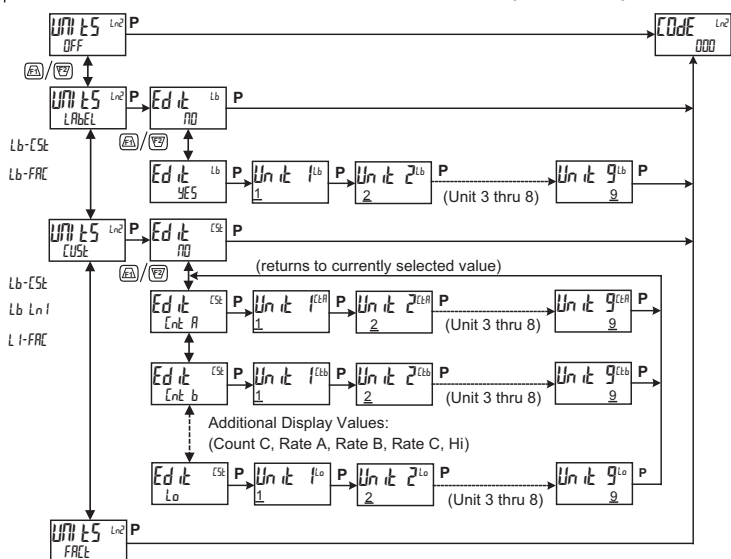 UNItS Ln2 P
OFF
COdE Ln2
000
F1/F2
UNItS Ln2 P
LAbEL
Edit Lb P
NO
Lb-CSt
Lb-FAC
F1/F2
Edit Lb P
YES
Unit 1 Lb P
1
Unit 2 Lb P
2
(Unit 3 thru 8)
Unit 9 Lb P
9
UNItS Ln2 P
CUSt
Edit CSt P
NO
(returns to currently selected value)
Lb-CSt
Lb Ln1
L1-FAC
F1/F2
Edit CSt P
Cnt A
Unit 1 CtA P
1
Unit 2 CtA P
2
(Unit 3 thru 8)
Unit 9 CtA P
9
Edit CSt P
Cnt b
Unit 1 Ctb P
1
Unit 2 Ctb P
2
(Unit 3 thru 8)
Unit 9 Ctb P
9
Additional Display Values:
(Count C, Rate A, Rate B, Rate C, Hi)
Edit CSt P
Lo
Unit 1 Lo P
1
Unit 2 Lo P
2
(Unit 3 thru 8)
Unit 9 Lo P
9
UNItS Ln2 P
FACt